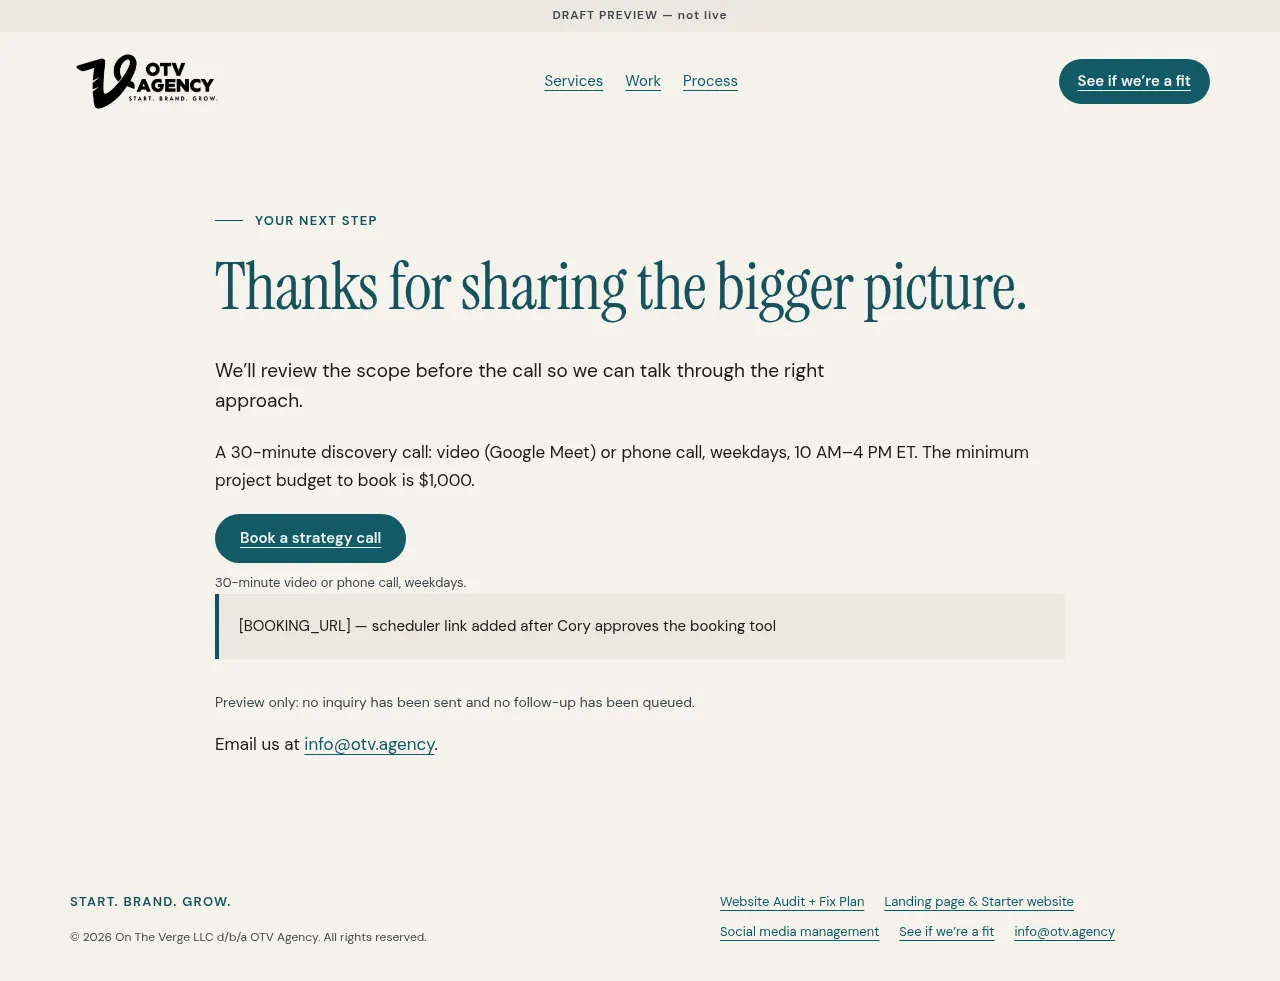 DRAFT PREVIEW — not live
OTV
AGENCY
START. BRAND. GROW.
Services Work Process
See if we’re a fit
YOUR NEXT STEP
Thanks for sharing the bigger picture.
We’ll review the scope before the call so we can talk through the right
approach.
A 30-minute discovery call: video (Google Meet) or phone call, weekdays, 10 AM–4 PM ET. The minimum
project budget to book is $1,000.
Book a strategy call
30-minute video or phone call, weekdays.
[BOOKING_URL] — scheduler link added after Cory approves the booking tool
Preview only: no inquiry has been sent and no follow-up has been queued.
Email us at info@otv.agency.
START. BRAND. GROW.
© 2026 On The Verge LLC d/b/a OTV Agency. All rights reserved.
Website Audit + Fix Plan Landing page & Starter website
Social media management See if we’re a fit info@otv.agency